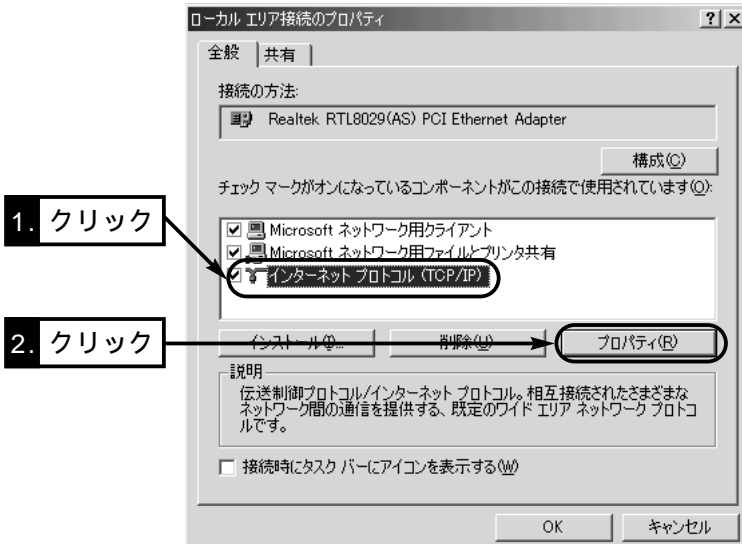 ローカル エリア接続のプロパティ
? ×
全般 共有
接続の方法:
Realtek RTL8029(AS) PCI Ethernet Adapter
構成(C)
チェック マークがオンになっているコンポーネントがこの接続で使用されています(O):
1. クリック
Microsoft ネットワーク用クライアント
Microsoft ネットワーク用ファイルとプリンタ共有
インターネット プロトコル (TCP/IP)
2. クリック
インストール(I)... 削除(U) プロパティ(R)
説明
伝送制御プロトコル/インターネット プロトコル。相互接続されたさまざまな
ネットワーク間の通信を提供する、既定のワイド エリア ネットワーク プロトコ
ルです。
接続時にタスク バーにアイコンを表示する(W)
OK キャンセル